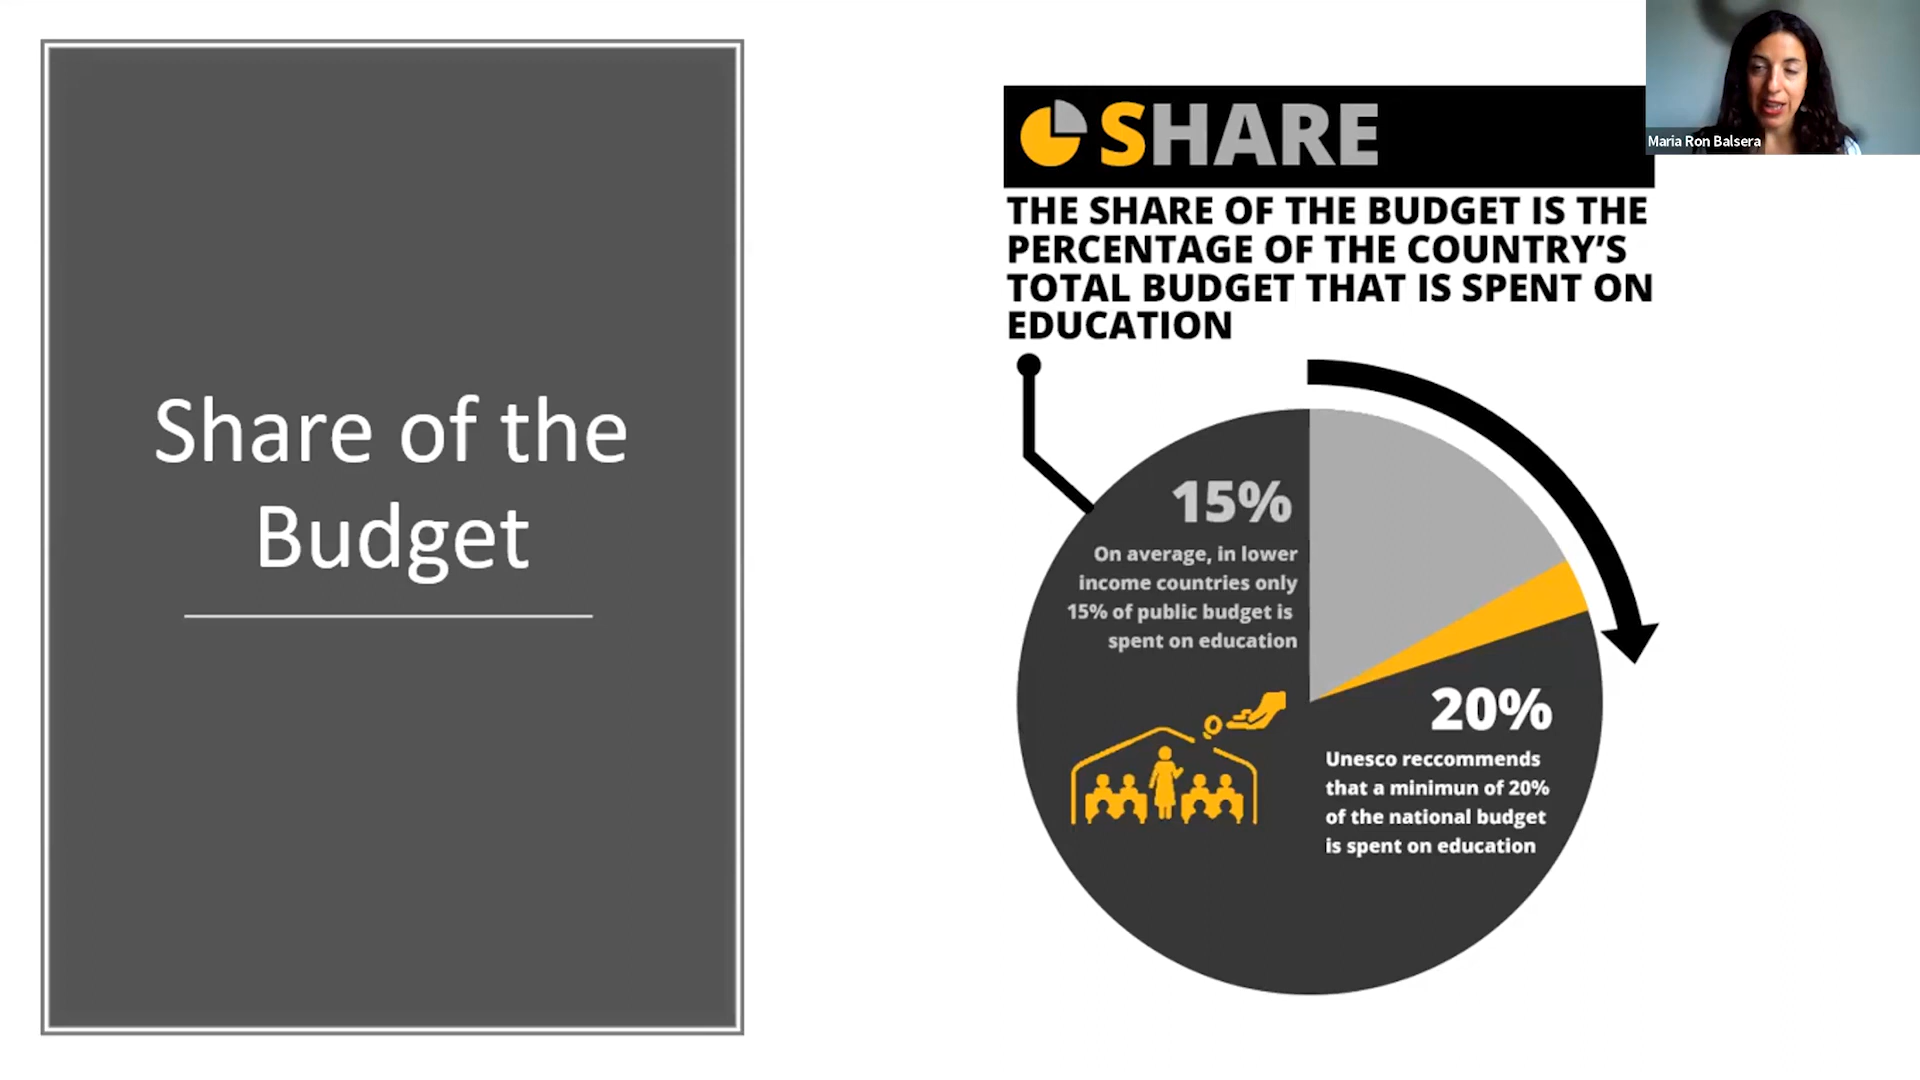 Share of the
Budget
SHARE
THE SHARE OF THE BUDGET IS THE
PERCENTAGE OF THE COUNTRY'S
TOTAL BUDGET THAT IS SPENT ON
EDUCATION
15%
On average, in lower
income countries only
15% of public budget is
spent on education
20%
Unesco reccommends
that a minimun of 20%
of the national budget
is spent on education
Maria Ron Balsera